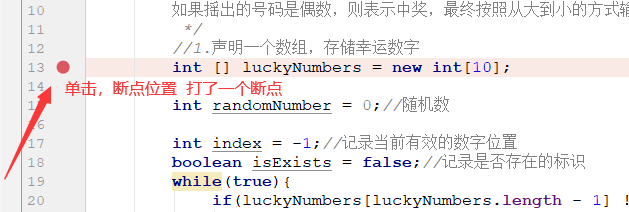 10 如果摇出的号码是偶数，则表示中奖，最终按照从大到小的方式输
11 */
12 //1.声明一个数组，存储幸运数字
13 int [] luckyNumbers = new int[10];
14 单击，断点位置 打了一个断点
15 int randomNumber = 0;//随机数
16
17 int index = -1;//记录当前有效的数字位置
18 boolean isExists = false;//记录是否存在的标识
19 while(true){
20 if(luckyNumbers[luckyNumbers.length - 1] !